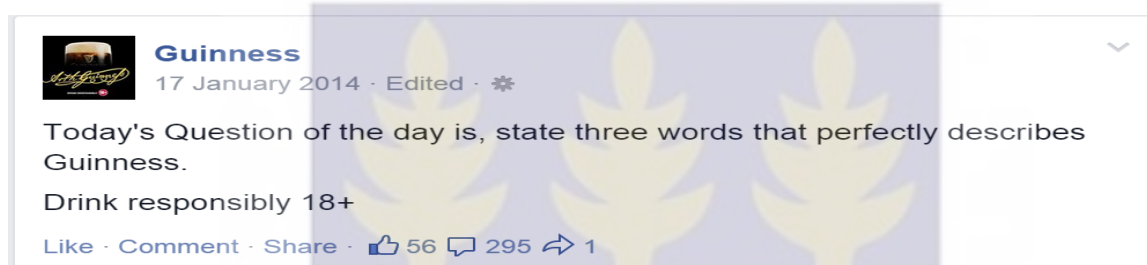 Guinness
17 January 2014 · Edited ·
Today's Question of the day is, state three words that perfectly describes
Guinness.
Drink responsibly 18+
Like · Comment · Share · 56 295 1